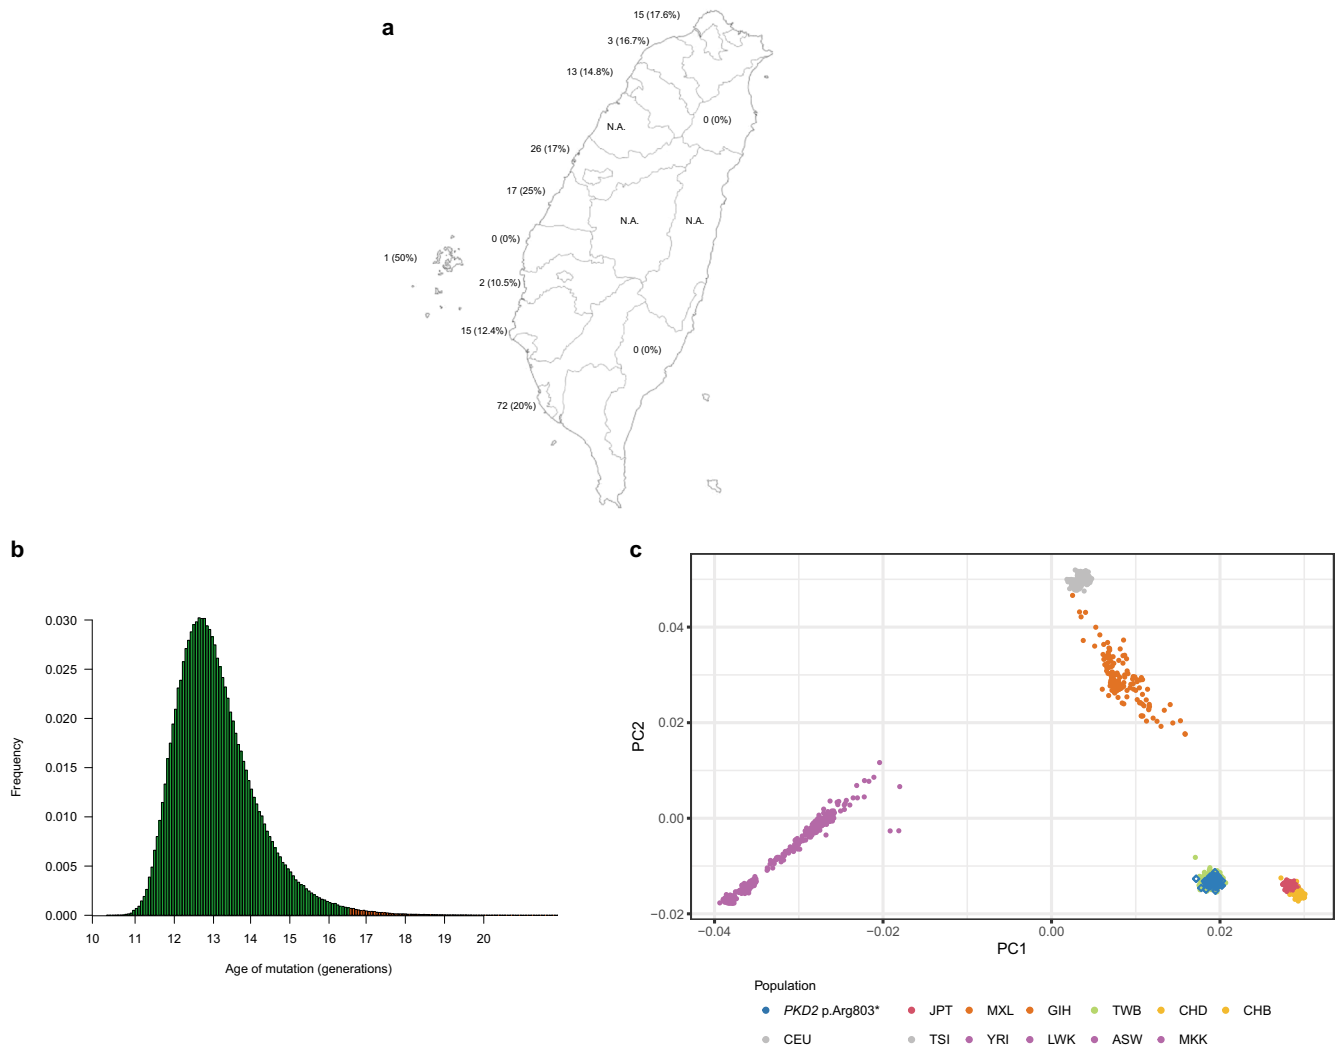 a
15 (17.6%)
3 (16.7%)
13 (14.8%)
0 (0%)
N.A.
26 (17%)
17 (25%)
N.A.
N.A.
0 (0%)
1 (50%)
2 (10.5%)
15 (12.4%)
0 (0%)
72 (20%)
b
0.030
0.025
0.020
0.015
0.010
0.005
0.000
Frequency
10 11 12 13 14 15 16 17 18 19 20
Age of mutation (generations)
c
0.04
0.02
0.00
−0.02
PC2
−0.04 −0.02 0.00 0.02
PC1
Population
PKD2 p.Arg803* JPT MXL GIH TWB CHD CHB
CEU TSI YRI LWK ASW MKK